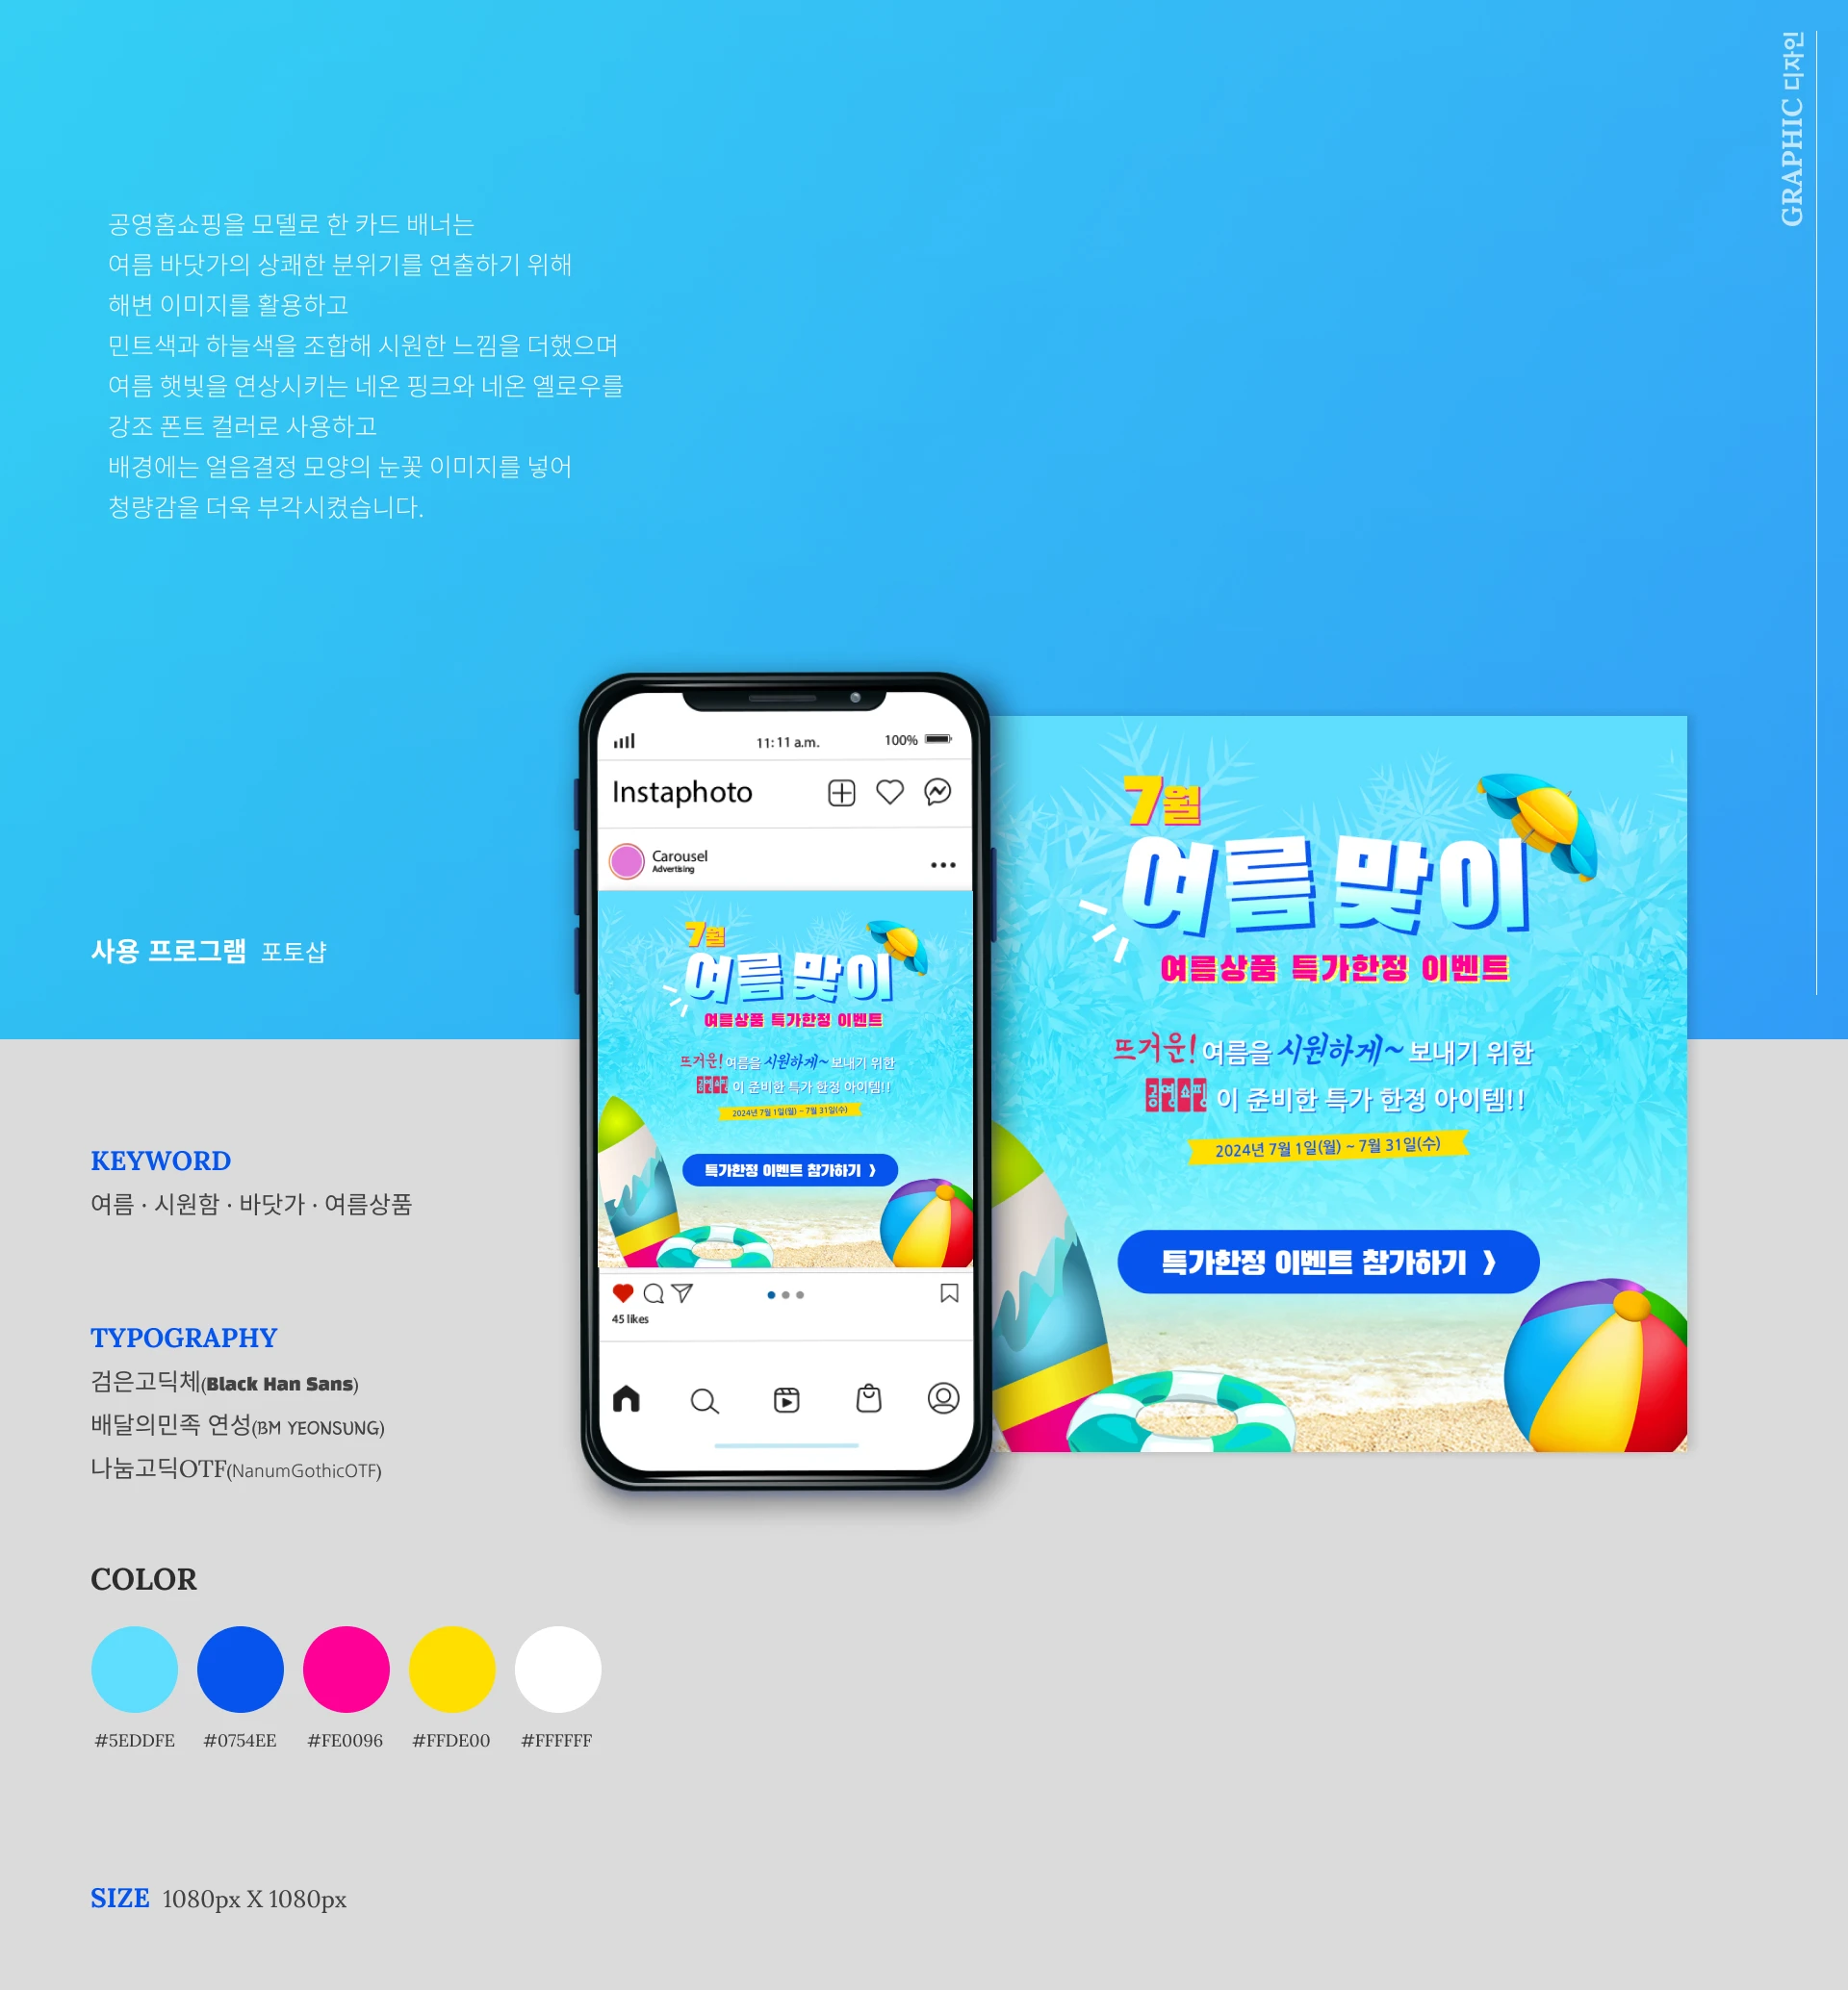 GRAPHIC 디자인
공영홈쇼핑을 모델로 한 카드 배너는
여름 바닷가의 상쾌한 분위기를 연출하기 위해
해변 이미지를 활용하고
민트색과 하늘색을 조합해 시원한 느낌을 더했으며
여름 햇빛을 연상시키는 네온 핑크와 네온 옐로우를
강조 폰트 컬러로 사용하고
배경에는 얼음결정 모양의 눈꽃 이미지를 넣어
청량감을 더욱 부각시켰습니다.
사용 프로그램 포토샵
KEYWORD
여름 · 시원함 · 바닷가 · 여름상품
TYPOGRAPHY
검은고딕체(Black Han Sans)
배달의민족 연성(BM YEONSUNG)
나눔고딕OTF(NanumGothicOTF)
COLOR
#5EDDFE #0754EE #FE0096 #FFDE00 #FFFFFF
SIZE 1080px X 1080px
11:11 a.m. 100%
Instaphoto
Carousel
Advertising
7월
여름맞이
여름상품 특가한정 이벤트
뜨거운! 여름을 시원하게~ 보내기 위한
공영쇼핑 이 준비한 특가 한정 아이템!!
2024년 7월 1일(월) ~ 7월 31일(수)
특가한정 이벤트 참가하기 》
45 likes
7월
여름맞이
여름상품 특가한정 이벤트
뜨거운! 여름을 시원하게~ 보내기 위한
공영쇼핑 이 준비한 특가 한정 아이템!!
2024년 7월 1일(월) ~ 7월 31일(수)
특가한정 이벤트 참가하기 》